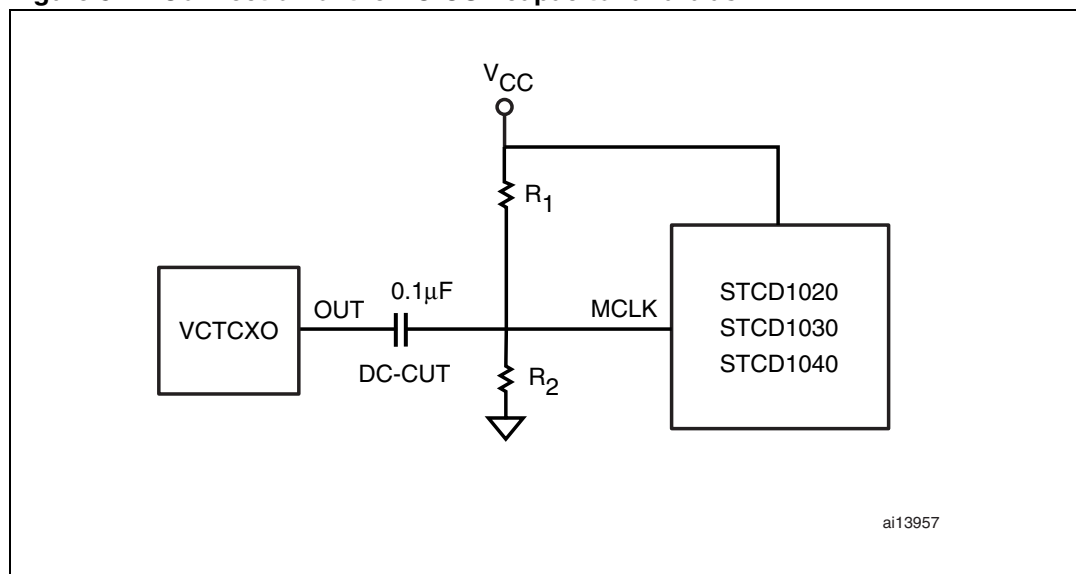 VCC
R1
0.1µF
OUT
MCLK
VCTCXO
DC-CUT
R2
STCD1020
STCD1030
STCD1040
ai13957